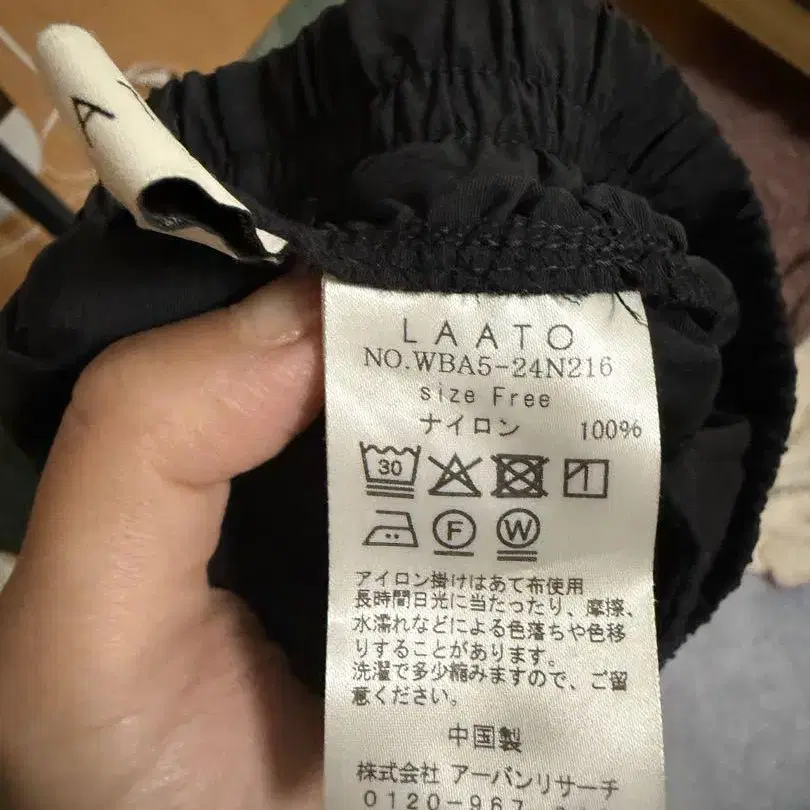 LAATO
NO.WBA5-24N216
size Free
ナイロン 100%
30
F W
アイロン掛けはあて布使用
長時間日光に当たったり、摩擦、
水濡れなどによる色落ちや色移
りすることがあります。
洗濯で多少縮みますので、ご留
意ください。
中国製
株式会社 アーバンリサーチ
0120-967